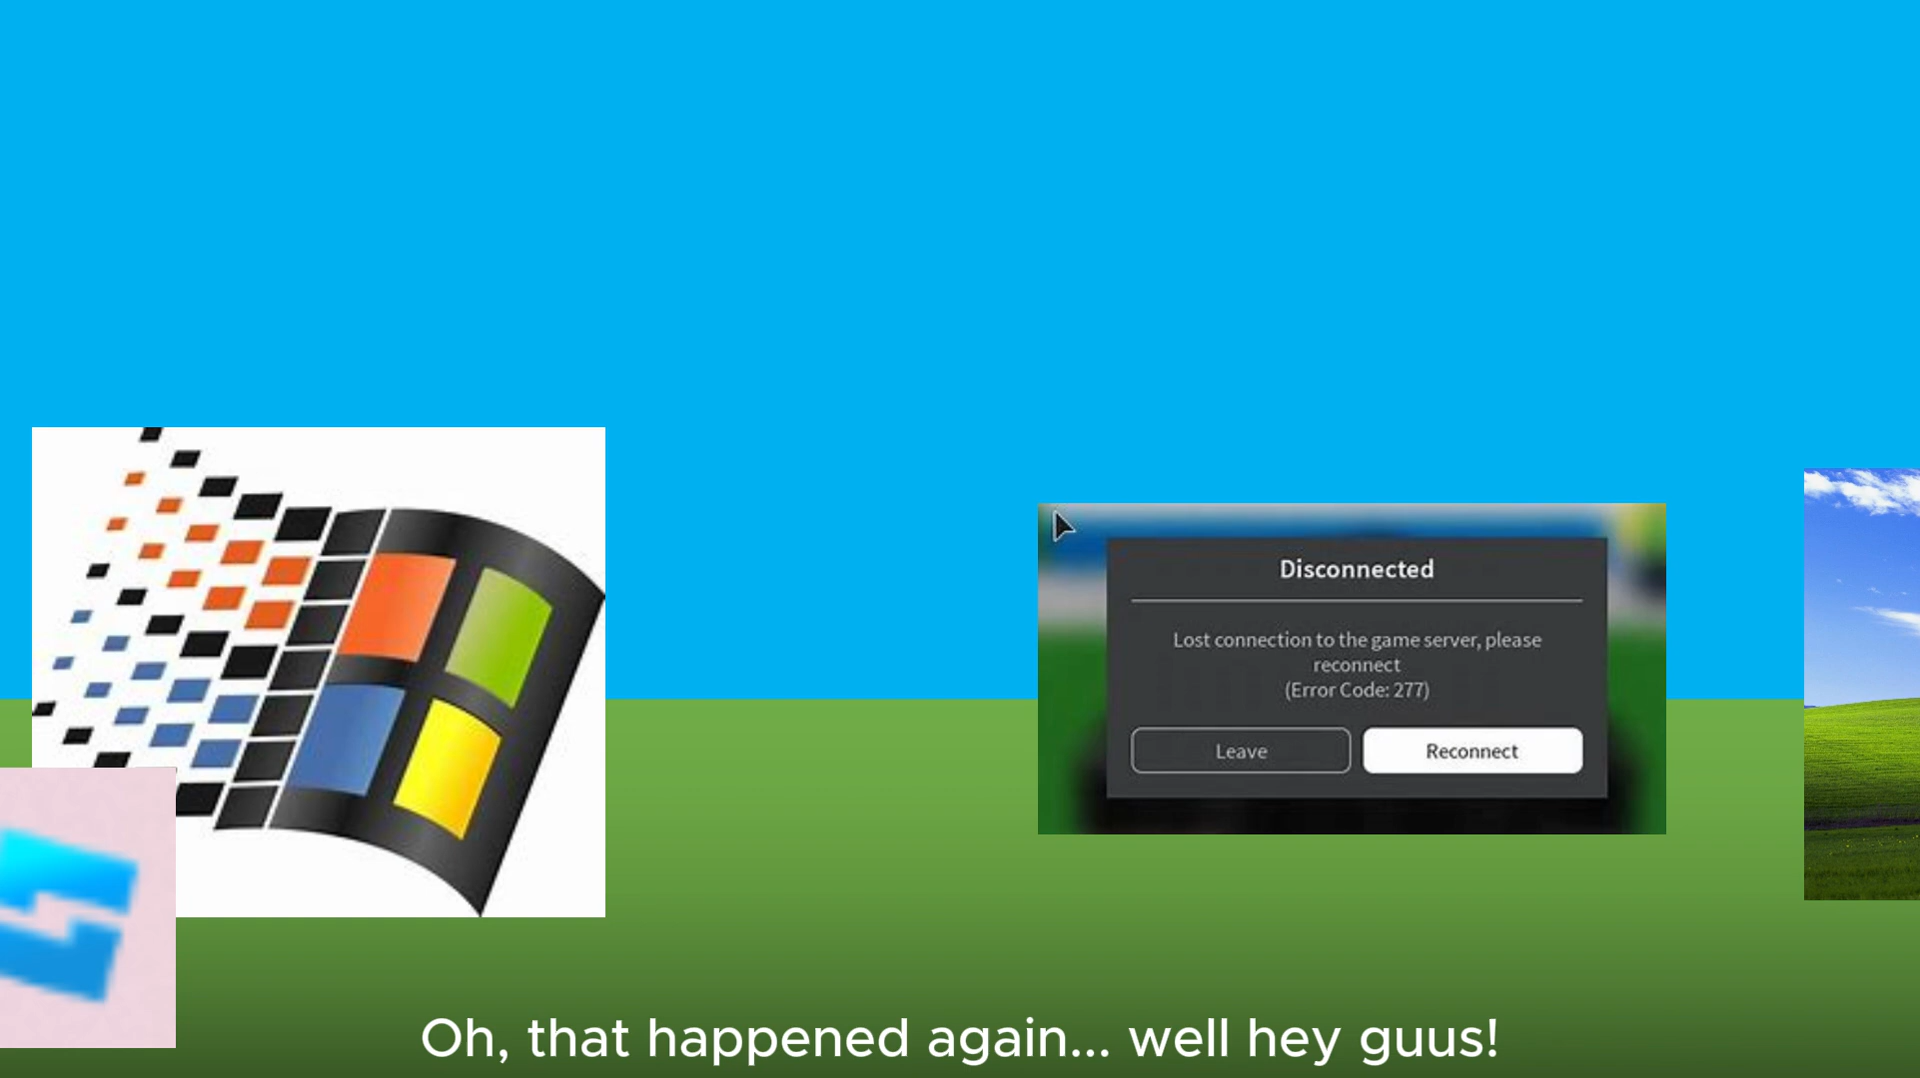 Disconnected
Lost connection to the game server, please
reconnect
(Error Code: 277)
Leave
Reconnect
Oh, that happened again... well hey guus!